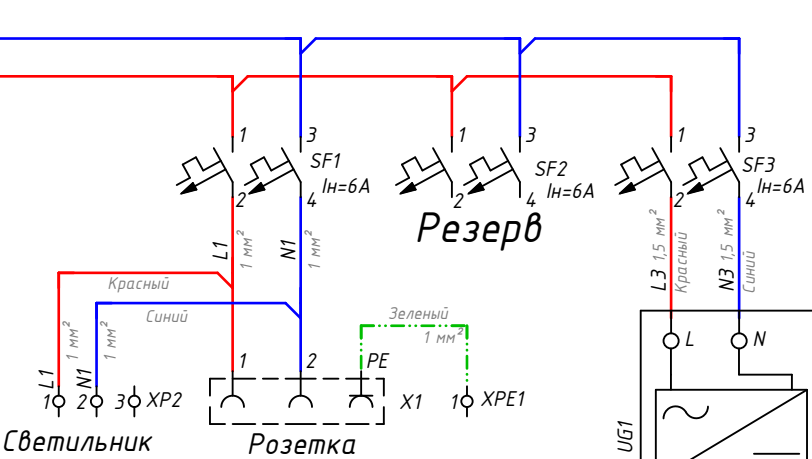 1 3 1 3 1 3
SF1 SF2 SF3
Iн=6A Iн=6A Iн=6A
2 4 2 4 2 4
Резерв
L1 1 мм² N1 1 мм² L3 1,5 мм² Красный N3 1,5 мм² Синий
Красный
Синий
Зеленый
1 мм²
L1 1 мм² N1 1 мм²
L N
1 2 PE
1 2 3 XP2 X1 1 XPE1
Светильник Розетка UG1